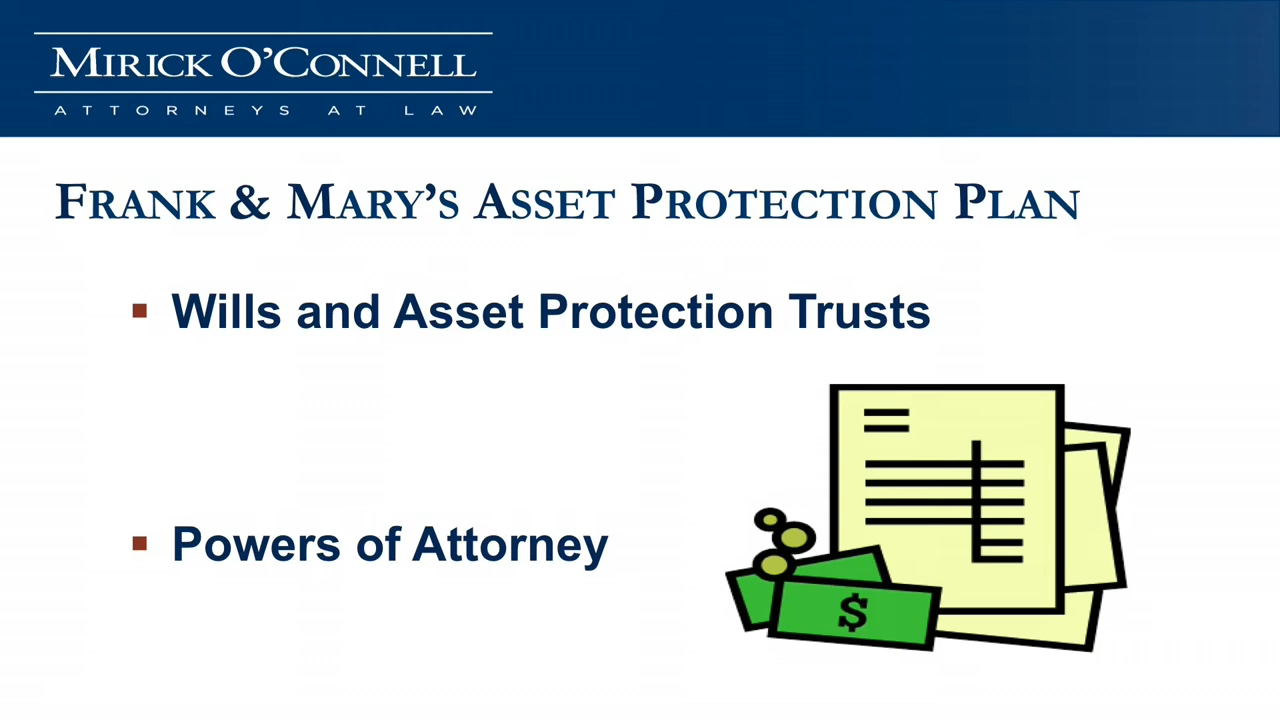 MIRICK O'CONNELL
ATTORNEYS AT LAW
FRANK & MARY'S ASSET PROTECTION PLAN
▪ Wills and Asset Protection Trusts
▪ Powers of Attorney
$